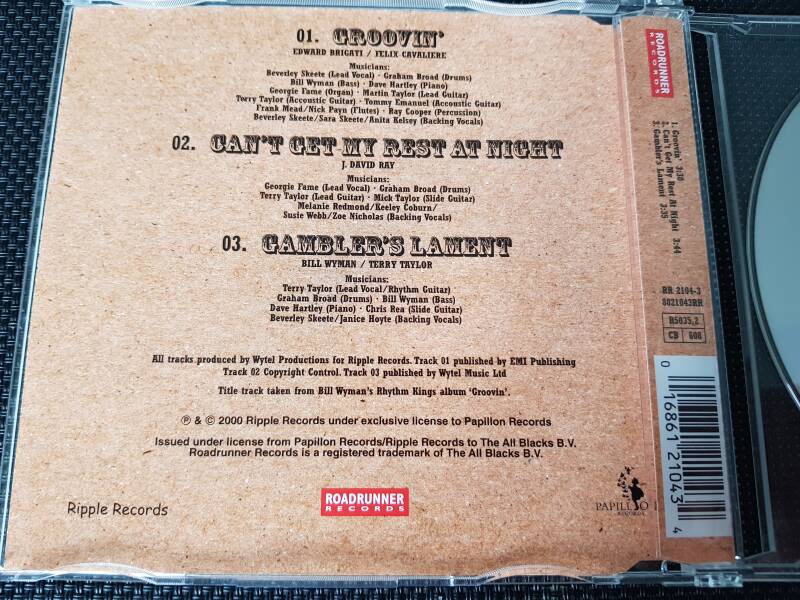 01. GROOVIN'
EDWARD BRIGATI / FELIX CAVALIERE
Musicians:
Beverley Skeete (Lead Vocal) · Graham Broad (Drums)
Bill Wyman (Bass) · Dave Hartley (Piano)
Georgie Fame (Organ) · Martin Taylor (Lead Guitar)
Terry Taylor (Accoustic Guitar) · Tommy Emanuel (Accoustic Guitar)
Frank Mead/Nick Payn (Flutes) · Ray Cooper (Percussion)
Beverley Skeete/Sara Skeete/Anita Kelsey (Backing Vocals)
02. CAN'T GET MY REST AT NIGHT
J. DAVID RAY
Musicians:
Georgie Fame (Lead Vocal) · Graham Broad (Drums)
Terry Taylor (Lead Guitar) · Mick Taylor (Slide Guitar)
Melanie Redmond/Keeley Coburn/
Susie Webb/Zoe Nicholas (Backing Vocals)
03. GAMBLER'S LAMENT
BILL WYMAN / TERRY TAYLOR
Musicians:
Terry Taylor (Lead Vocal/Rhythm Guitar)
Graham Broad (Drums) · Bill Wyman (Bass)
Dave Hartley (Piano) · Chris Rea (Slide Guitar)
Beverley Skeete/Janice Hoyte (Backing Vocals)
All tracks produced by Wytel Productions for Ripple Records. Track 01 published by EMI Publishing
Track 02 Copyright Control. Track 03 published by Wytel Music Ltd
Title track taken from Bill Wyman's Rhythm Kings album 'Groovin'.
℗ & © 2000 Ripple Records under exclusive license to Papillon Records
Issued under license from Papillon Records/Ripple Records to The All Blacks B.V.
Roadrunner Records is a registered trademark of The All Blacks B.V.
Ripple Records
ROADRUNNER
RECORDS
PAPILLO
RECORDS
ROADRUNNER
RECORDS
1. Groovin' 3:30
2. Can't Get My Rest At Night 3:44
3. Gambler's Lament 3:35
RR 2104-3
8021043RR
R5035.2
CB 608
0 16861 21043 4